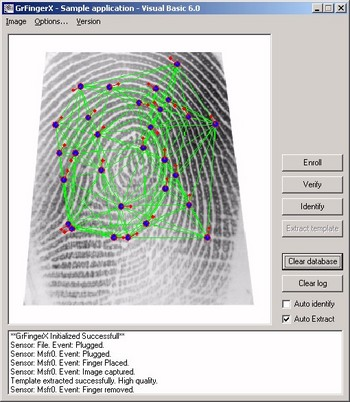 GrFingerX - Sample application - Visual Basic 6.0
Image Options... Version
Enroll
Verify
Identify
Extract template
Clear database
Clear log
Auto identify
Auto Extract
**GrFingerX Initialized Successfull**
Sensor: File. Event: Plugged.
Sensor: Msfr0. Event: Plugged.
Sensor: Msfr0. Event: Finger Placed.
Sensor: Msfr0. Event: Image captured.
Template extracted successfully. High quality.
Sensor: Msfr0. Event: Finger removed.